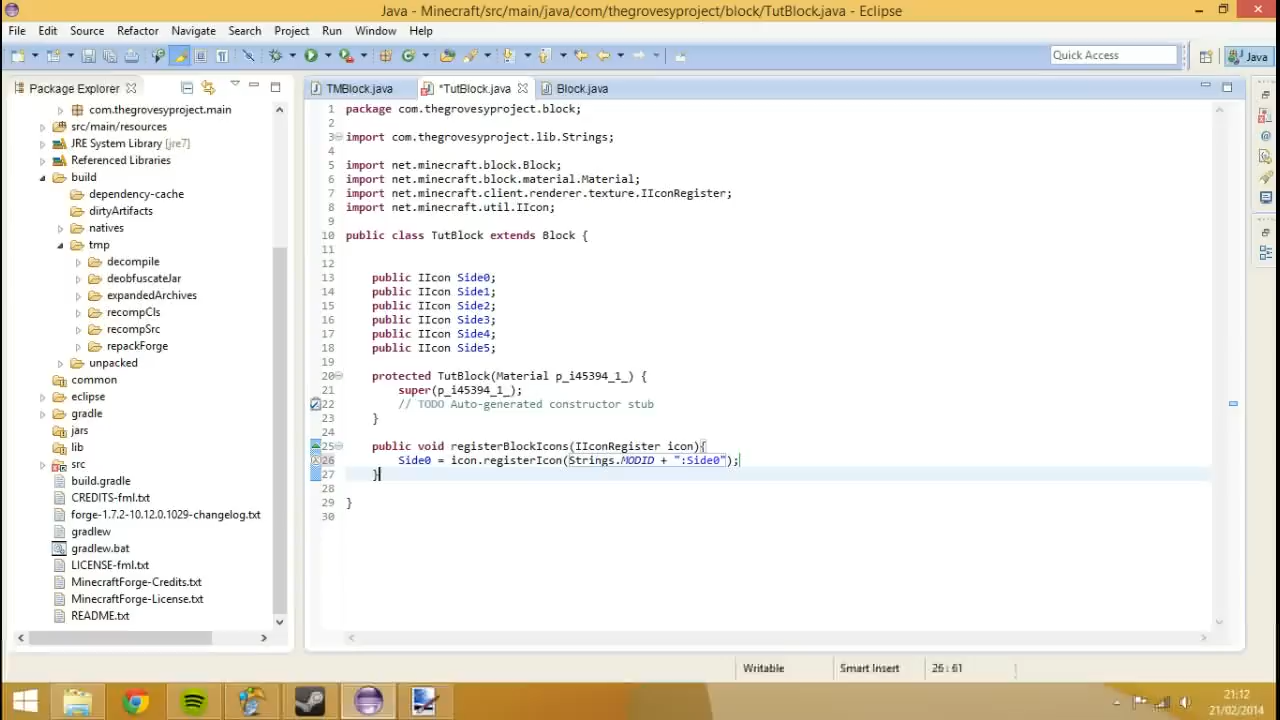 Java - Minecraft/src/main/java/com/thegrovesyproject/block/TutBlock.java - Eclipse
File Edit Source Refactor Navigate Search Project Run Window Help
Quick Access
Java
Package Explorer
TMBlock.java
*TutBlock.java
Block.java
com.thegrovesyproject.main
src/main/resources
JRE System Library [jre7]
Referenced Libraries
build
dependency-cache
dirtyArtifacts
natives
tmp
decompile
deobfuscateJar
expandedArchives
recompCls
recompSrc
repackForge
unpacked
common
eclipse
gradle
jars
lib
src
build.gradle
CREDITS-fml.txt
forge-1.7.2-10.12.0.1029-changelog.txt
gradlew
gradlew.bat
LICENSE-fml.txt
MinecraftForge-Credits.txt
MinecraftForge-License.txt
README.txt
1 package com.thegrovesyproject.block;
2
3 import com.thegrovesyproject.lib.Strings;
4
5 import net.minecraft.block.Block;
6 import net.minecraft.block.material.Material;
7 import net.minecraft.client.renderer.texture.IIconRegister;
8 import net.minecraft.util.IIcon;
9
10 public class TutBlock extends Block {
11
12
13 public IIcon Side0;
14 public IIcon Side1;
15 public IIcon Side2;
16 public IIcon Side3;
17 public IIcon Side4;
18 public IIcon Side5;
19
20 protected TutBlock(Material p_i45394_1_) {
21 super(p_i45394_1_);
22 // TODO Auto-generated constructor stub
23 }
24
25 public void registerBlockIcons(IIconRegister icon){
26 Side0 = icon.registerIcon(Strings.MODID + ":Side0");
27 }
28
29 }
30
Writable
Smart Insert
26:61
21:12
21/02/2014